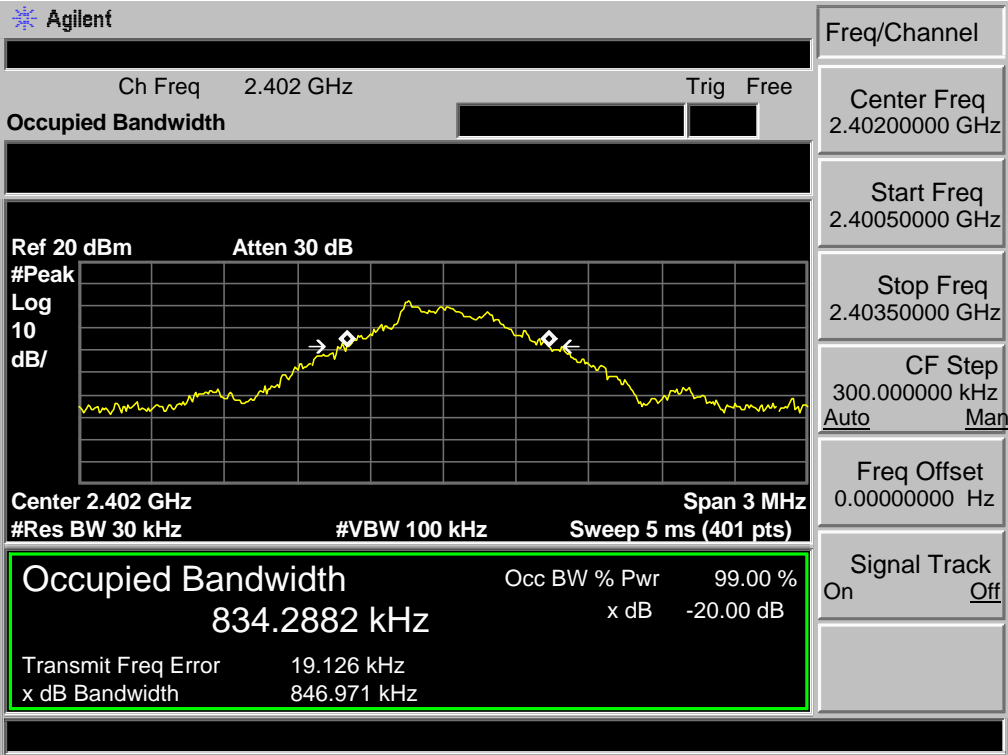 Agilent
Freq/Channel
Ch Freq 2.402 GHz Trig Free
Occupied Bandwidth
Center Freq
2.40200000 GHz
Start Freq
2.40050000 GHz
Stop Freq
2.40350000 GHz
CF Step
300.000000 kHz
Auto Man
Freq Offset
0.00000000 Hz
Signal Track
On Off
Ref 20 dBm Atten 30 dB
#Peak
Log
10
dB/
Center 2.402 GHz Span 3 MHz
#Res BW 30 kHz #VBW 100 kHz Sweep 5 ms (401 pts)
Occupied Bandwidth Occ BW % Pwr 99.00 %
834.2882 kHz x dB -20.00 dB
Transmit Freq Error 19.126 kHz
x dB Bandwidth 846.971 kHz